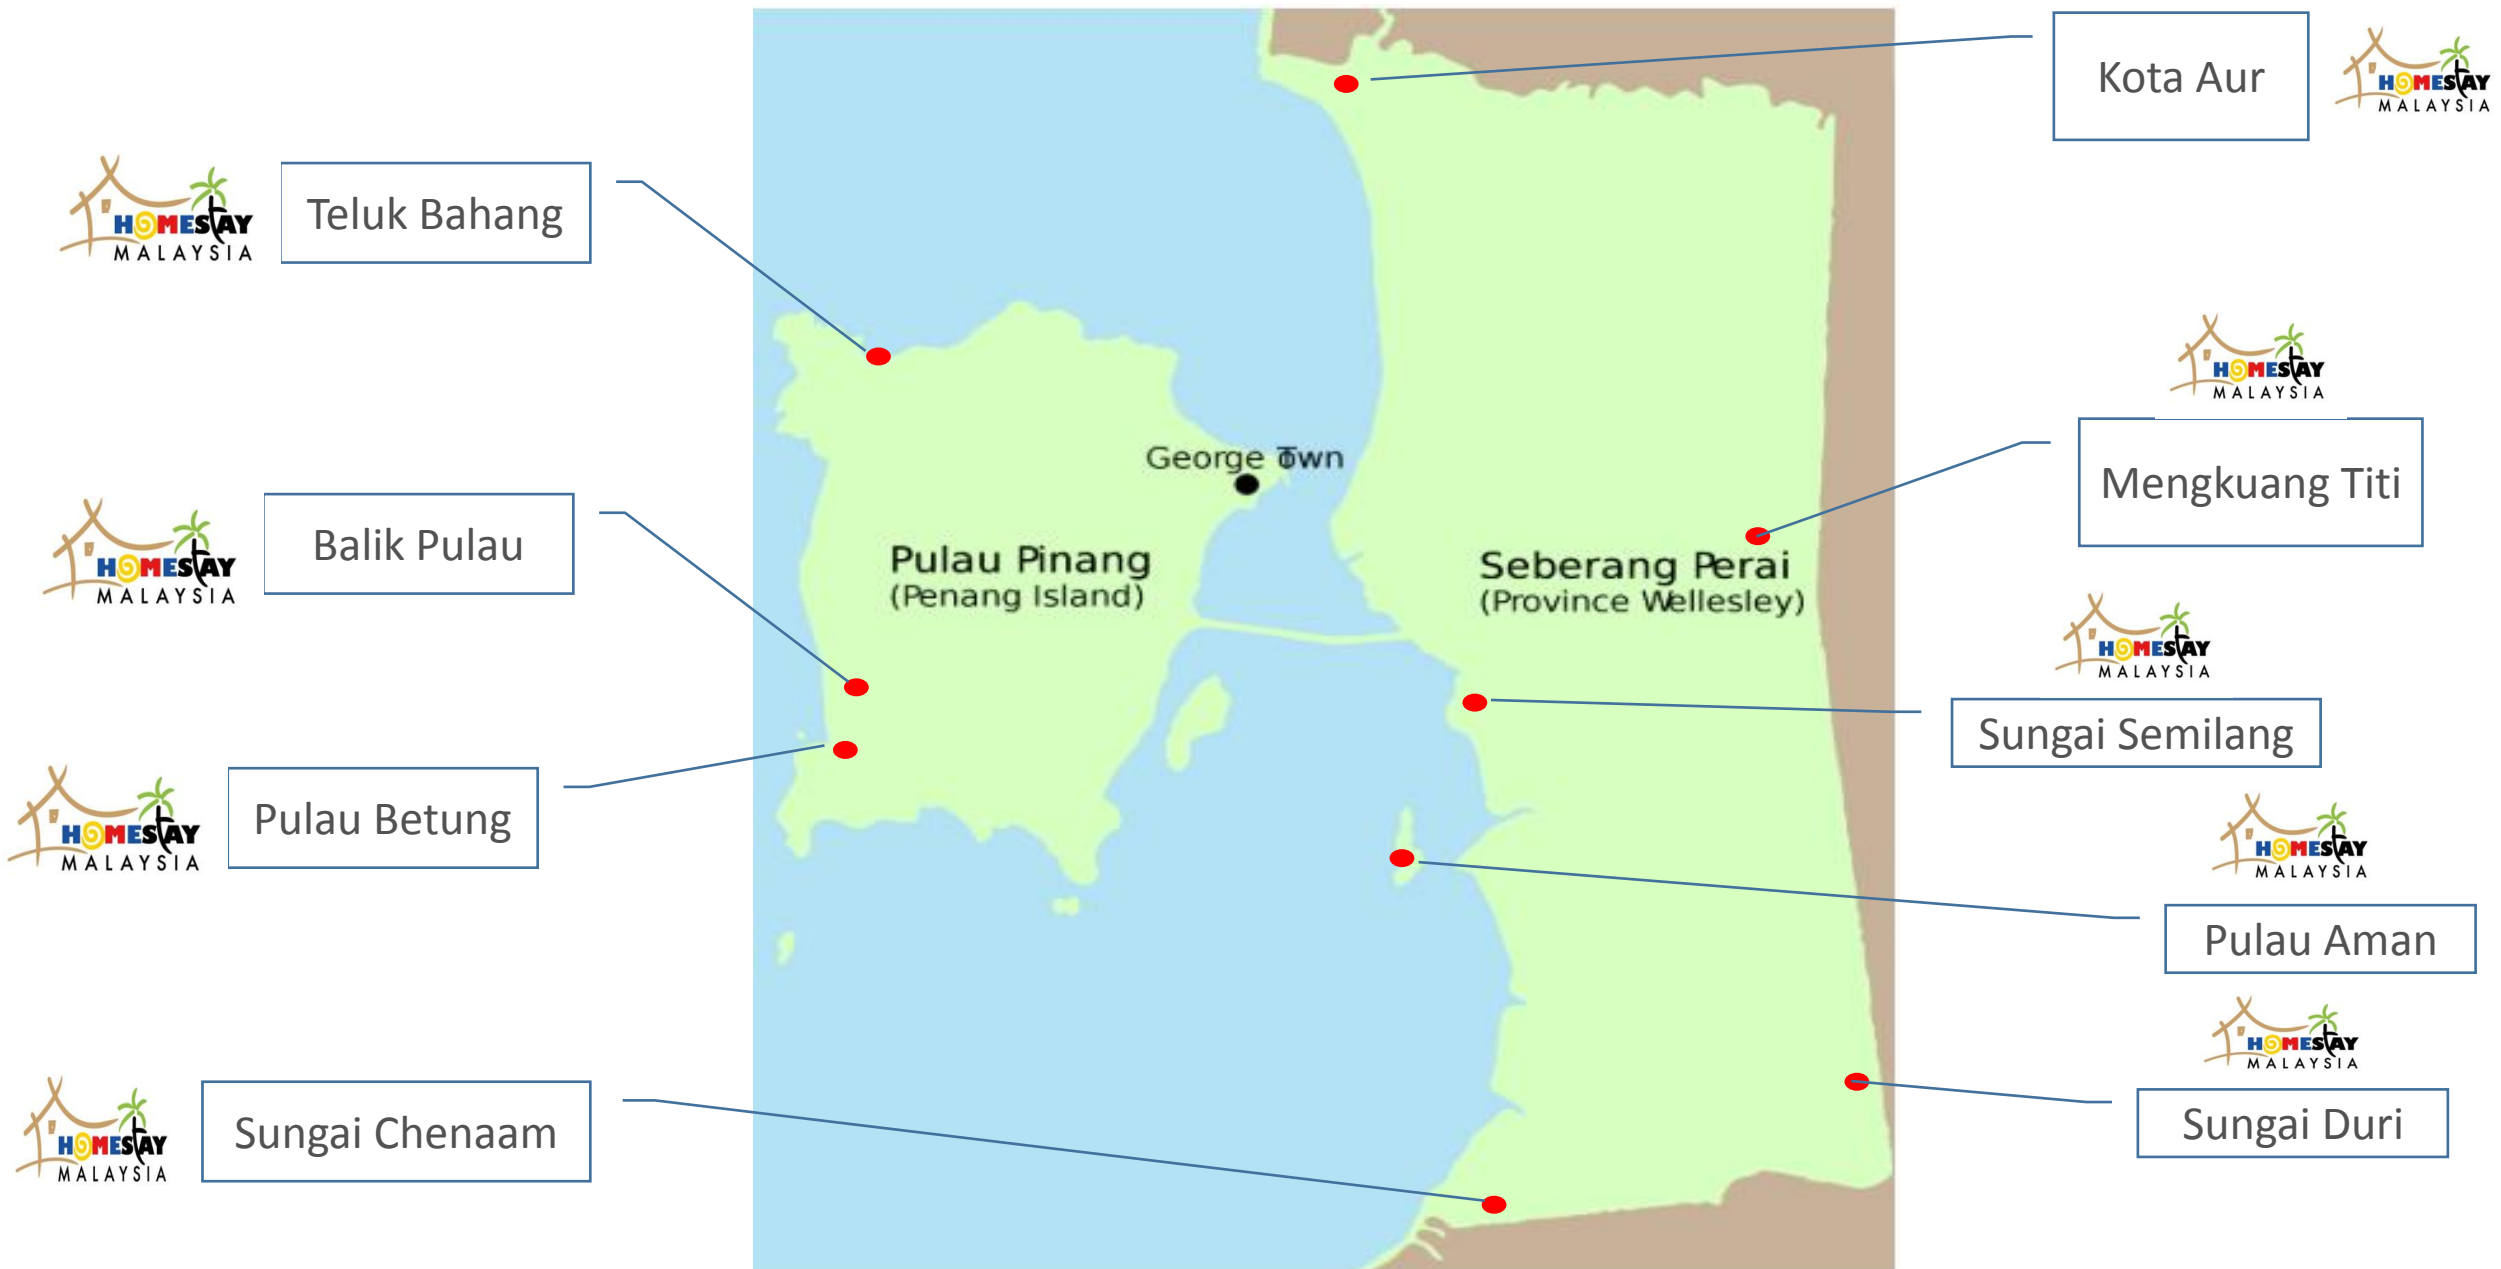 Kota Aur
HOMESTAY
MALAYSIA
HOMESTAY
MALAYSIA
Teluk Bahang
HOMESTAY
MALAYSIA
Mengkuang Titi
George Town
HOMESTAY
MALAYSIA
Balik Pulau
Pulau Pinang
(Penang Island)
Seberang Perai
(Province Wellesley)
HOMESTAY
MALAYSIA
Sungai Semilang
HOMESTAY
MALAYSIA
Pulau Betung
HOMESTAY
MALAYSIA
Pulau Aman
HOMESTAY
MALAYSIA
Sungai Duri
HOMESTAY
MALAYSIA
Sungai Chenaam